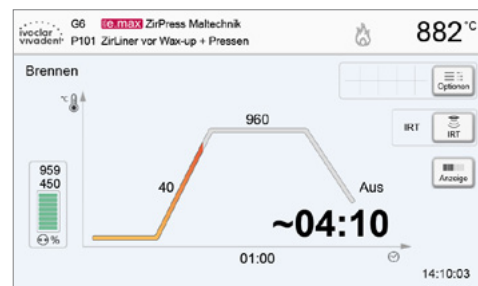 ivoclar vivadent
G6 IPS e.max ZirPress Maltechnik
P101 ZirLiner vor Wax-up + Pressen
882°C
Brennen
Optionen
°C
960
IRT
IRT
959
450
40
Aus
Anzeige
~04:10
%
01:00
14:10:03